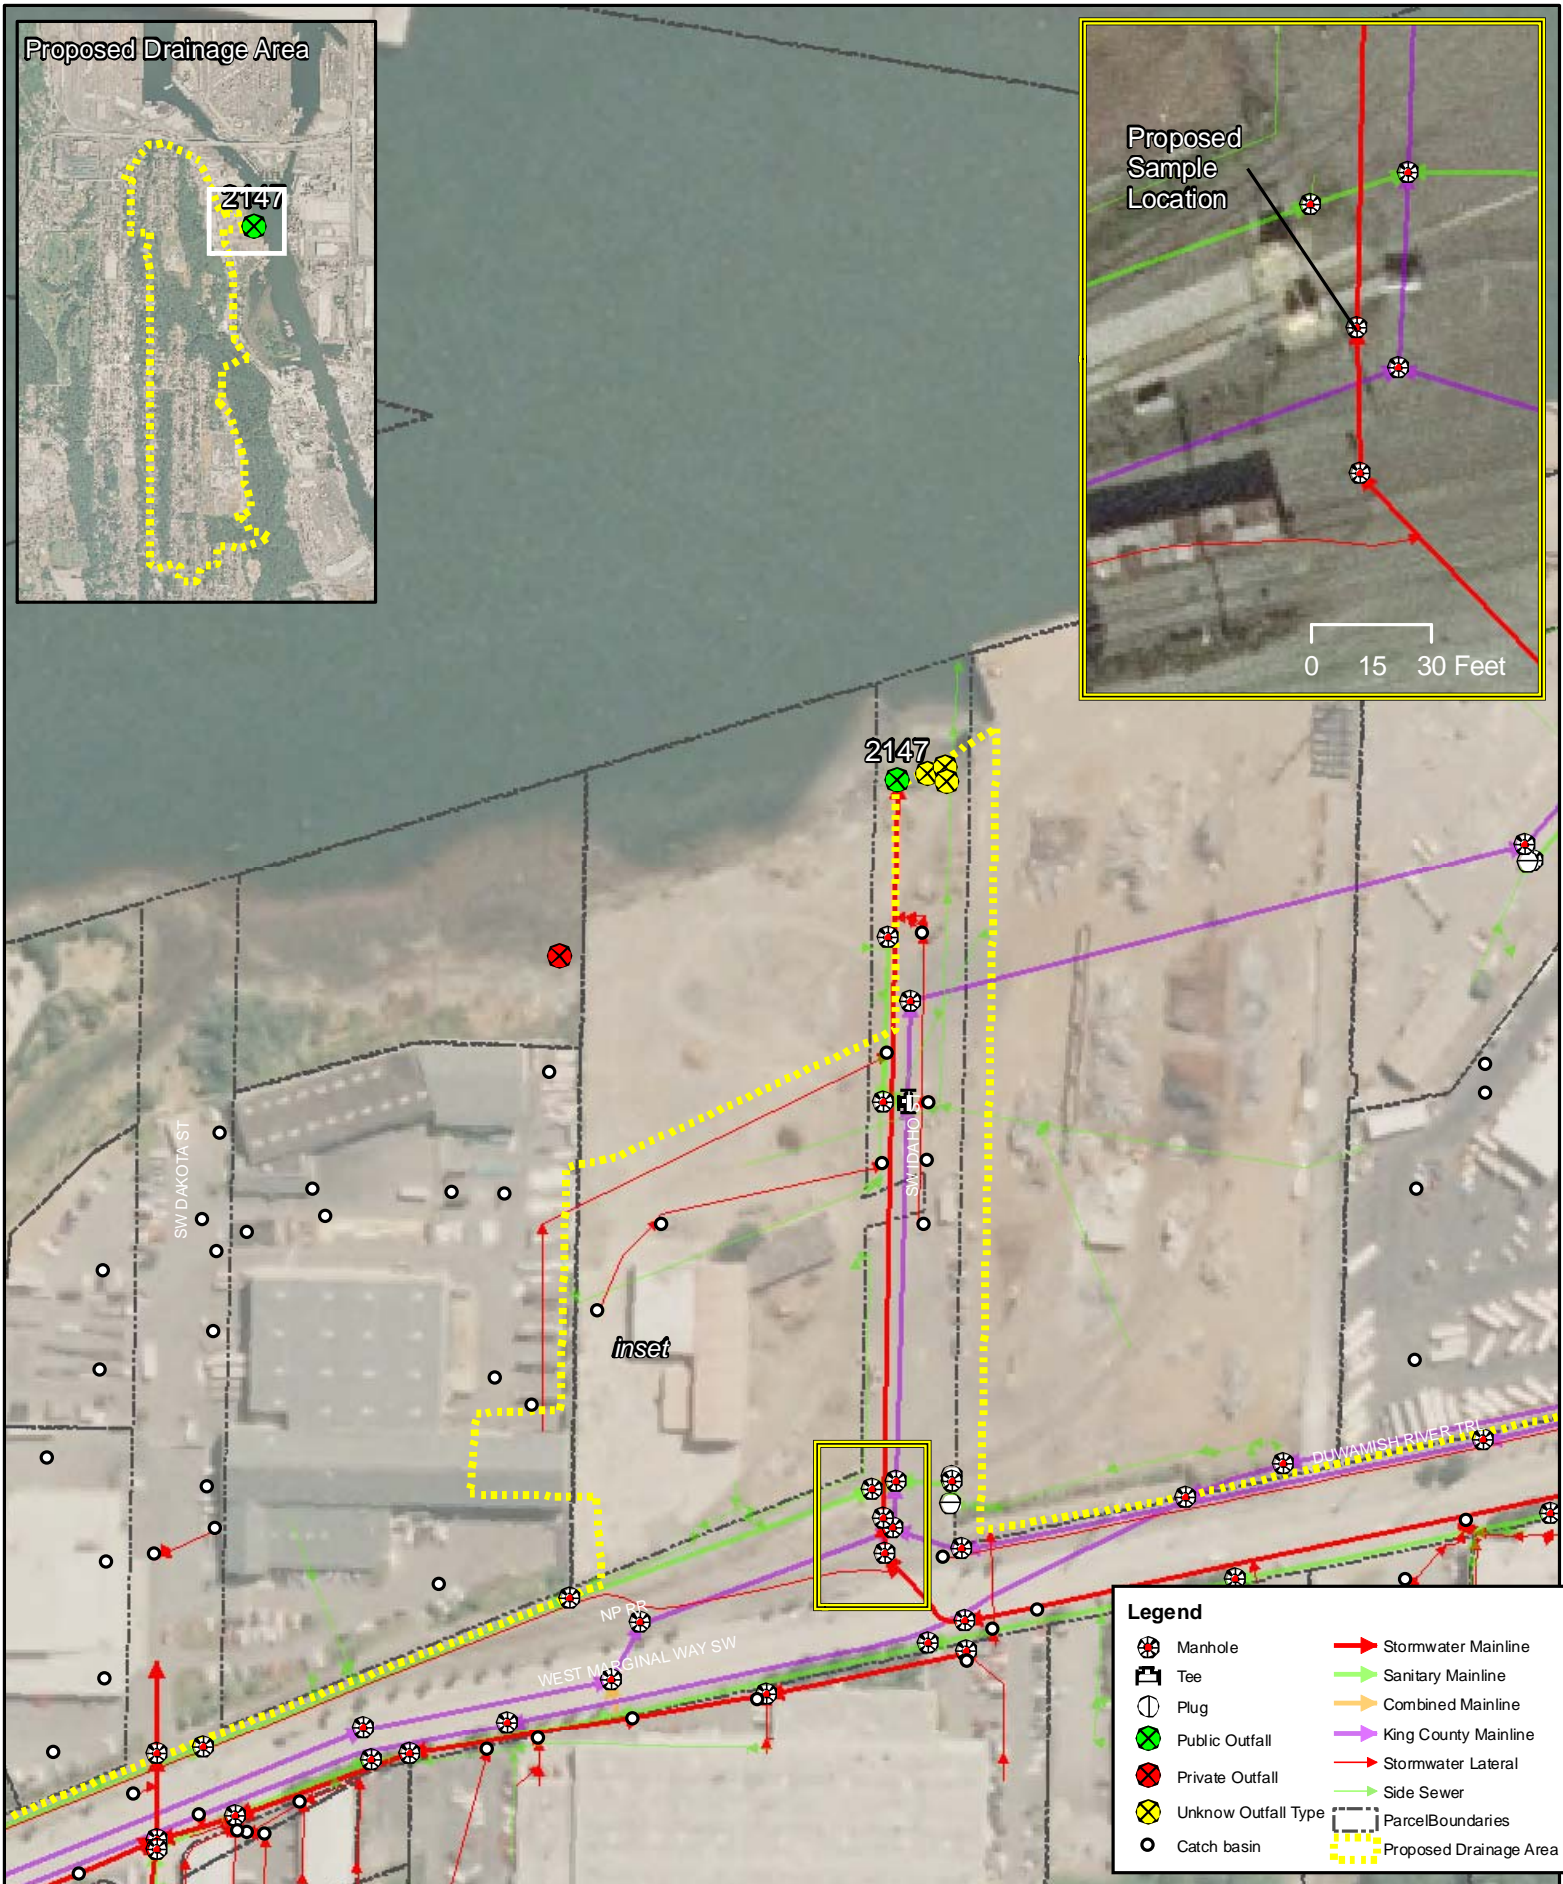 Proposed Drainage Area
2147
Proposed
Sample
Location
0 15 30 Feet
2147
SW DAKOTA ST
SW IDAHO S
inset
DUWAMISH RIVER TRL
NP RR
WEST MARGINAL WAY SW
Legend
Manhole
Tee
Plug
Public Outfall
Private Outfall
Unknow Outfall Type
Catch basin
Stormwater Mainline
Sanitary Mainline
Combined Mainline
King County Mainline
Stormwater Lateral
Side Sewer
ParcelBoundaries
Proposed Drainage Area